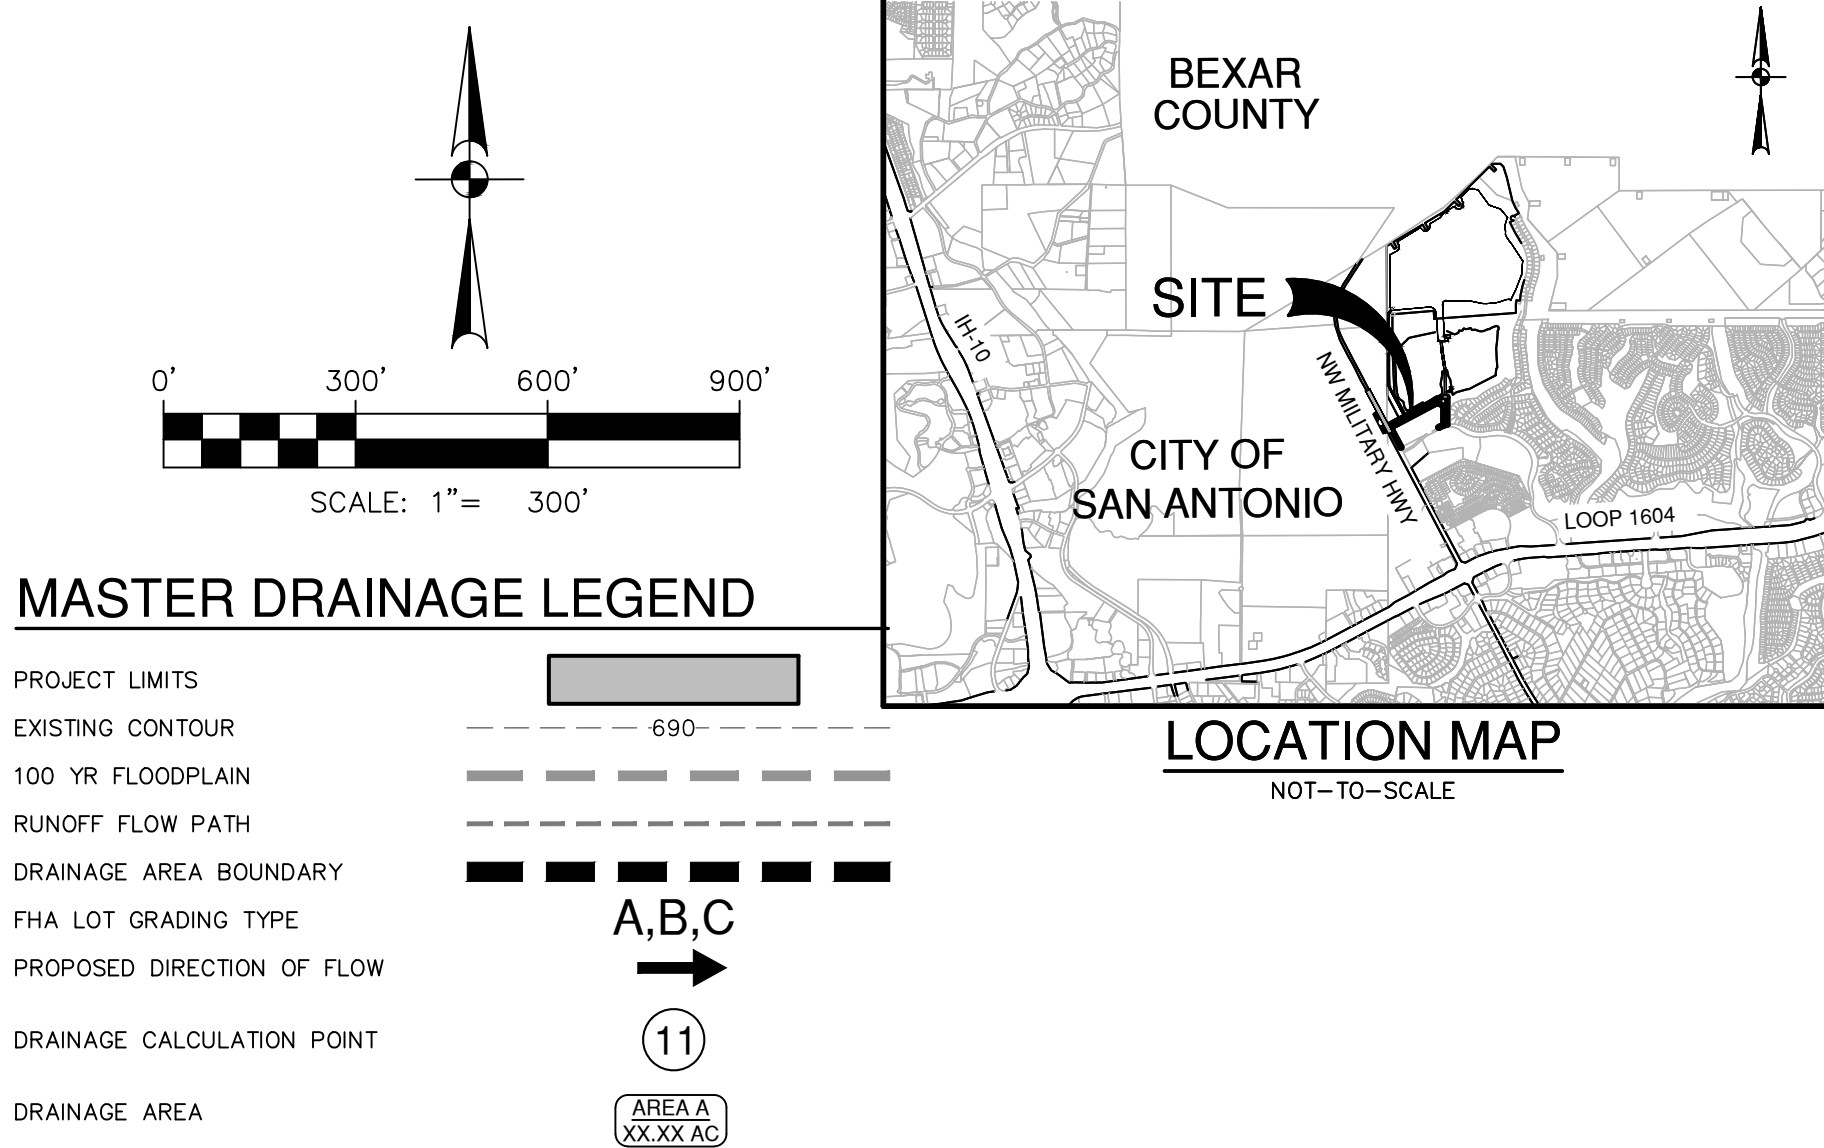 0' 300' 600' 900'
SCALE: 1"= 300'
BEXAR
COUNTY
SITE
IH-10
NW MILITARY HWY
CITY OF
SAN ANTONIO
LOOP 1604
LOCATION MAP
NOT-TO-SCALE
MASTER DRAINAGE LEGEND
PROJECT LIMITS
EXISTING CONTOUR 690
100 YR FLOODPLAIN
RUNOFF FLOW PATH
DRAINAGE AREA BOUNDARY
FHA LOT GRADING TYPE A,B,C
PROPOSED DIRECTION OF FLOW
DRAINAGE CALCULATION POINT 11
DRAINAGE AREA AREA A
XX.XX AC